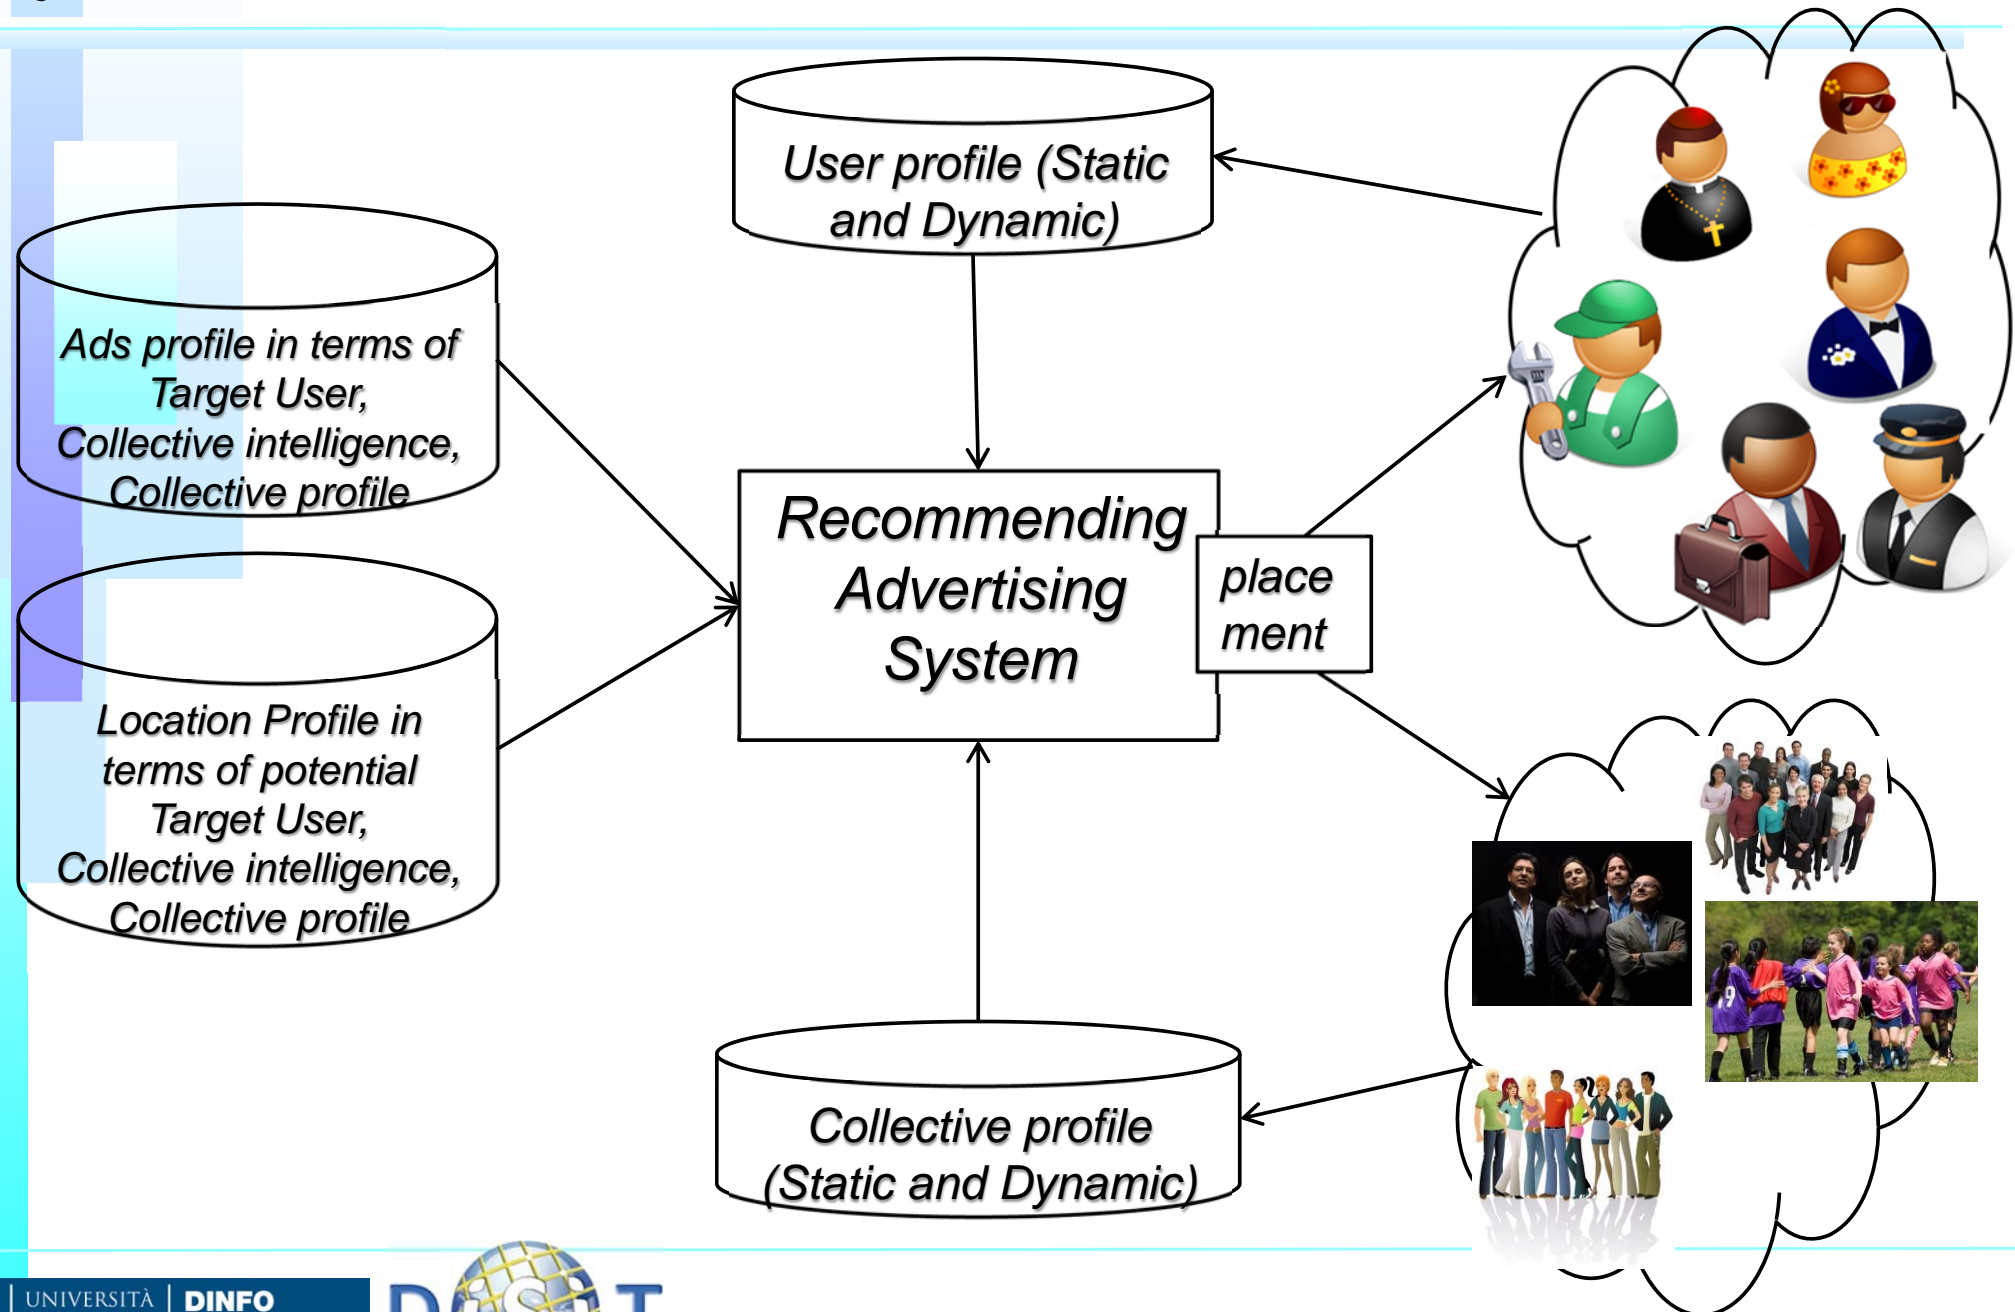 User profile (Static
and Dynamic)
Ads profile in terms of
Target User,
Collective intelligence,
Collective profile
Recommending
Advertising
System
place
ment
Location Profile in
terms of potential
Target User,
Collective intelligence,
Collective profile
Collective profile
(Static and Dynamic)
UNIVERSITÀ
DINFO
DISIT
9